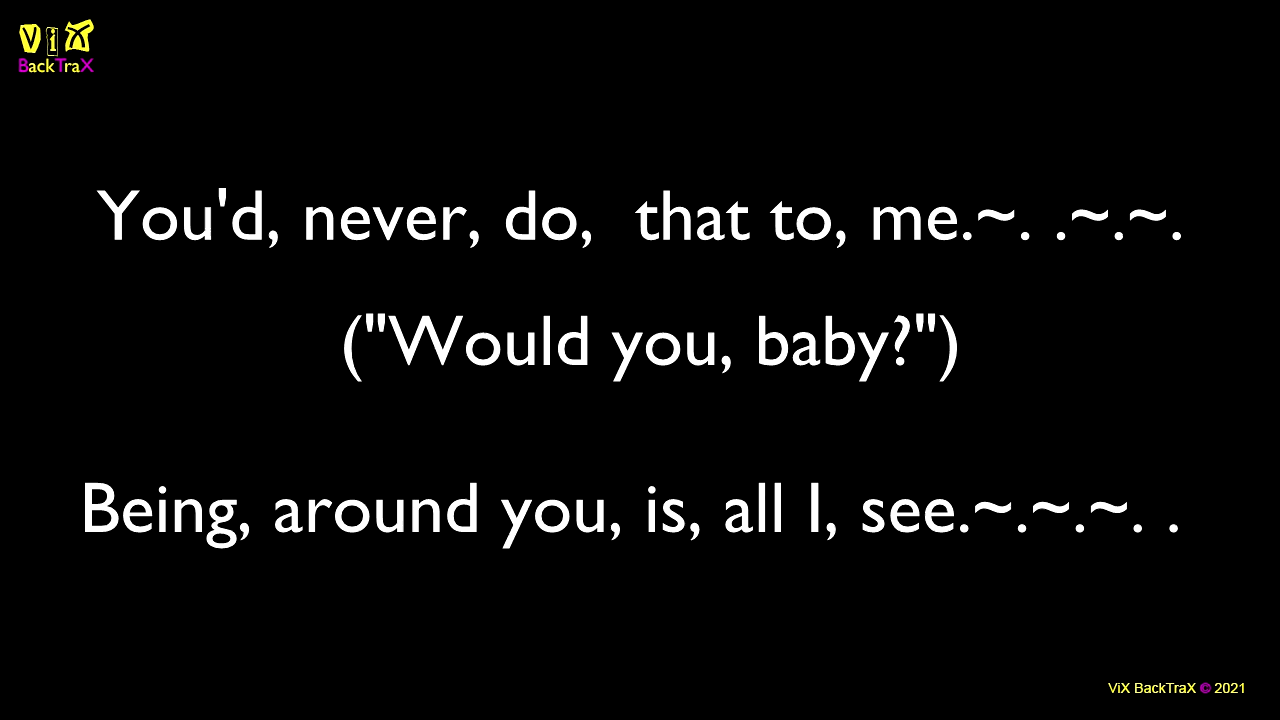 ViX
BackTraX
You'd, never, do,  that to, me.~. .~.~.
("Would you, baby?")
Being, around you, is, all I, see.~.~.~. .
ViX BackTraX © 2021